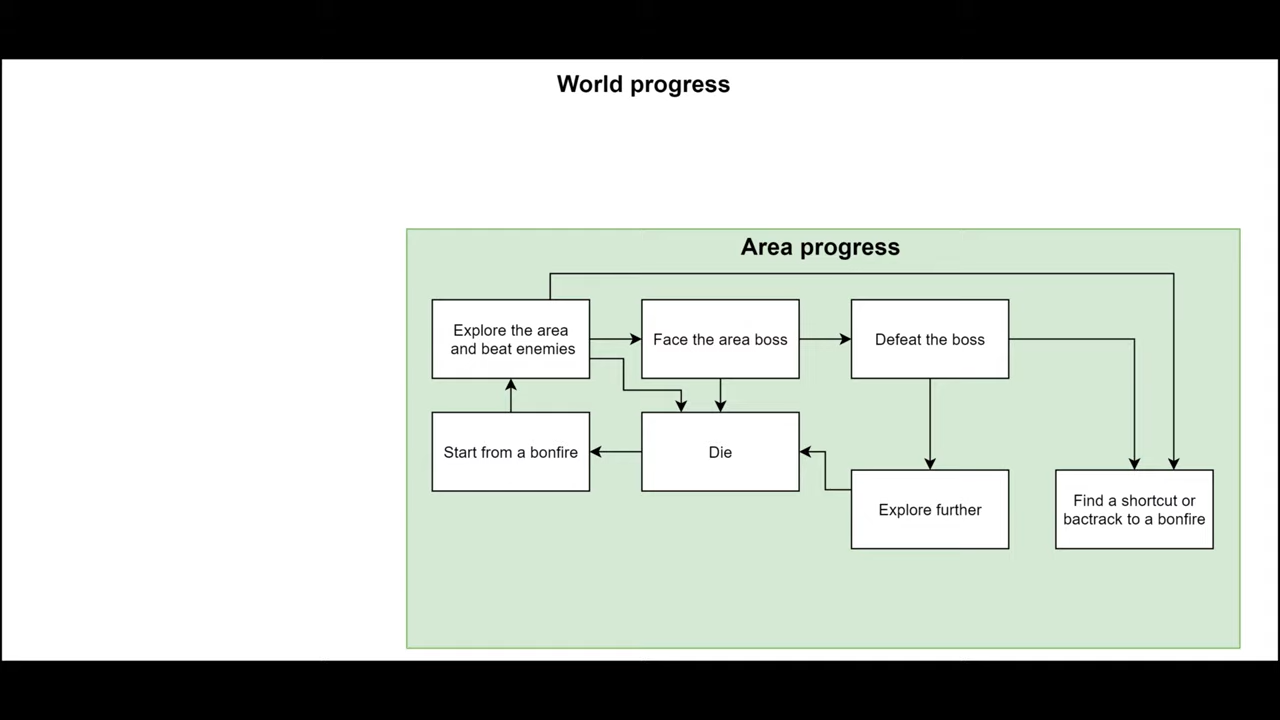 World progress
Area progress
Explore the area
and beat enemies
Face the area boss
Defeat the boss
Start from a bonfire
Die
Explore further
Find a shortcut or
bactrack to a bonfire